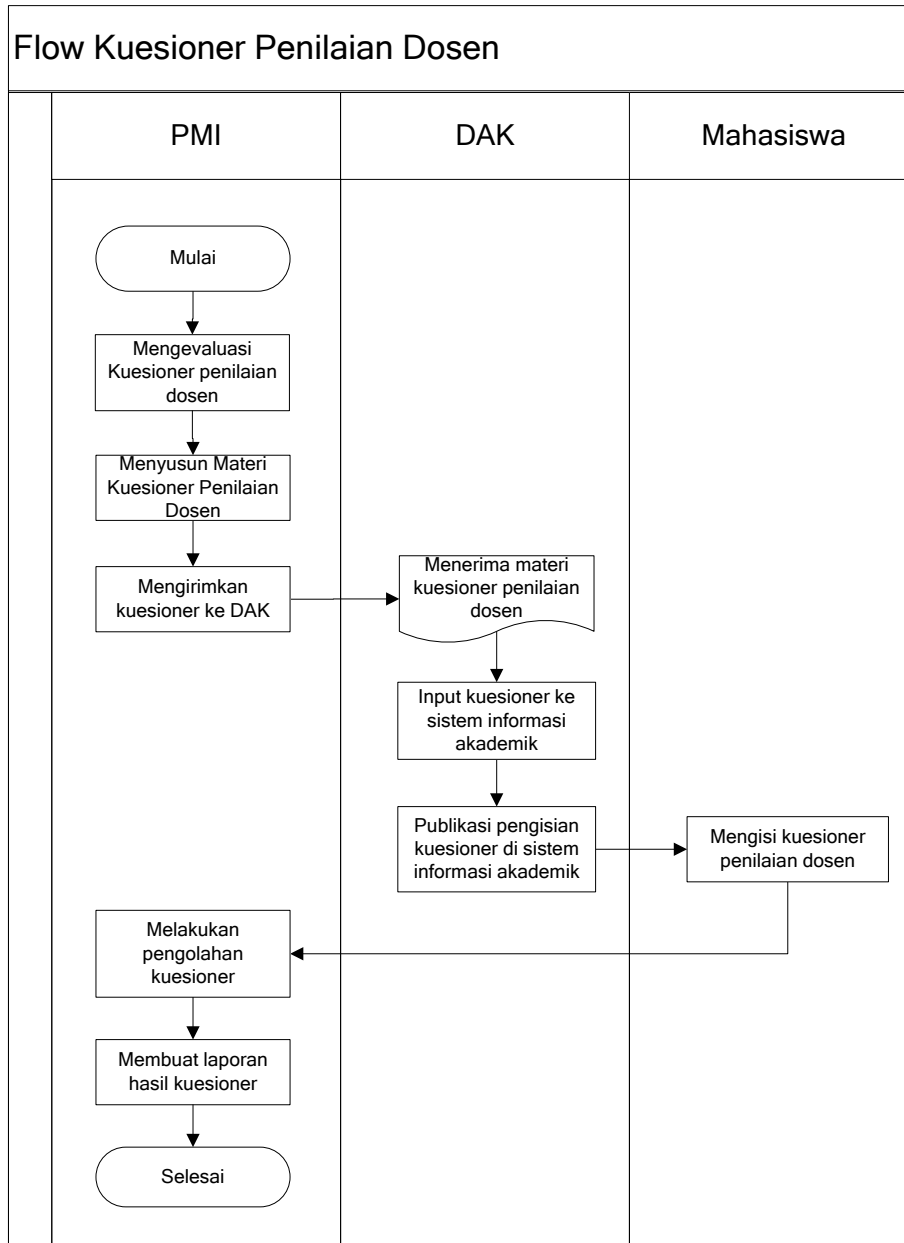 Flow Kuesioner Penilaian Dosen
PMI
DAK
Mahasiswa
Mulai
Mengevaluasi
Kuesioner penilaian
dosen
Menyusun Materi
Kuesioner Penilaian
Dosen
Mengirimkan
kuesioner ke DAK
Menerima materi
kuesioner penilaian
dosen
Input kuesioner ke
sistem informasi
akademik
Publikasi pengisian
kuesioner di sistem
informasi akademik
Mengisi kuesioner
penilaian dosen
Melakukan
pengolahan
kuesioner
Membuat laporan
hasil kuesioner
Selesai